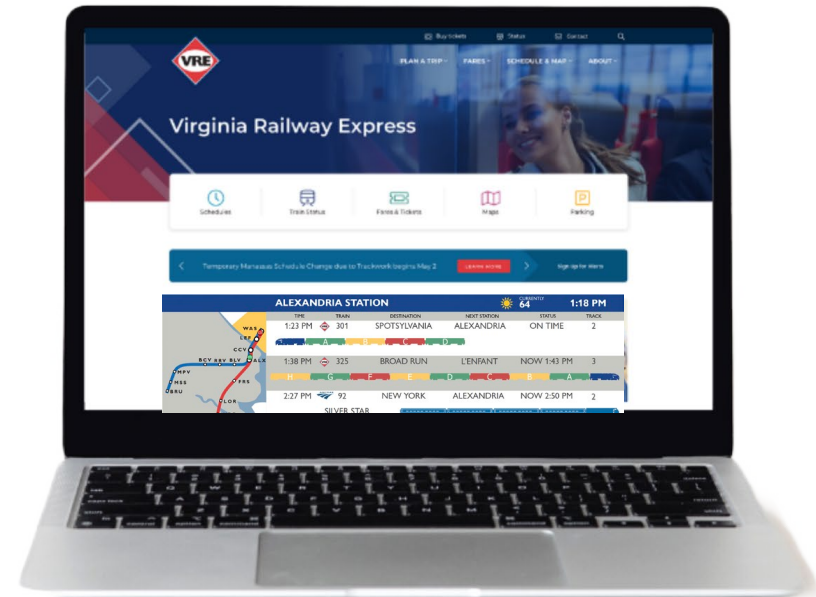 Buy tickets Status Contact
VRE
PLAN A TRIP FARES SCHEDULE & MAP ABOUT
Virginia Railway Express
Schedules Train Status Fares & Tickets Maps Parking
Temporary Manassas Schedule Change due to Trackwork begins May 2 LEARN MORE Sign up for Alerts
ALEXANDRIA STATION CURRENTLY 64 1:18 PM
TIME TRAIN DESTINATION NEXT STATION STATUS TRACK
WAS 1:23 PM 301 SPOTSYLVANIA ALEXANDRIA ON TIME 2
LEF
CCV A B C D
BCV RRV BLV ALX 1:38 PM 325 BROAD RUN L'ENFANT NOW 1:43 PM 3
MPV H G F E D C B A
MSS FRS
BRU 2:27 PM 92 NEW YORK ALEXANDRIA NOW 2:50 PM 2
LOR
SILVER STAR